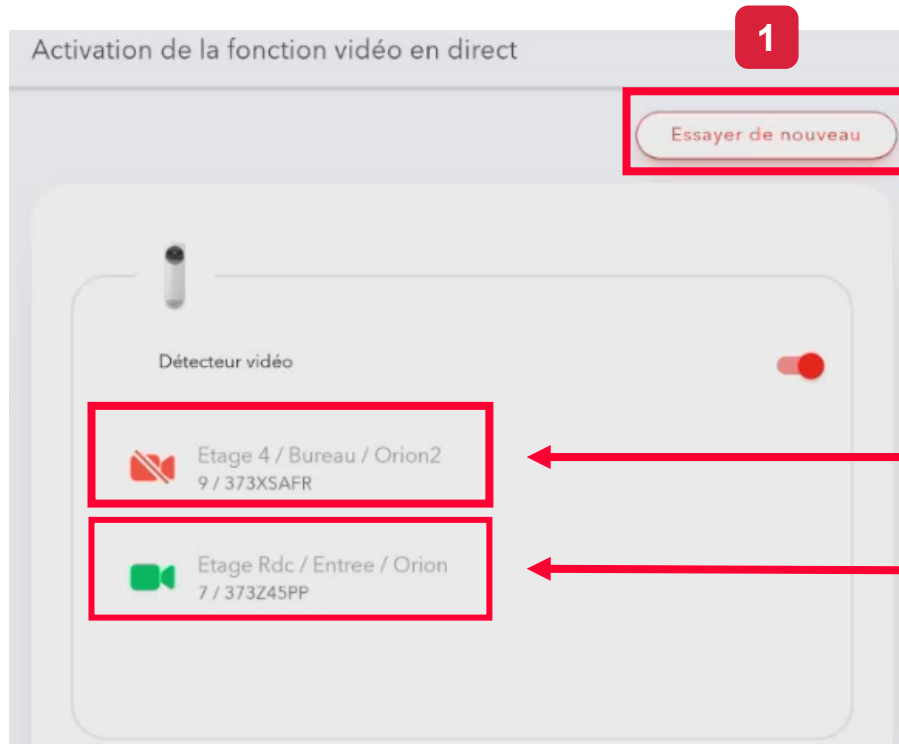 Activation de la fonction vidéo en direct
1
Essayer de nouveau
Détecteur vidéo
Etage 4 / Bureau / Orion2
9 / 373XSAFR
Etage Rdc / Entree / Orion
7 / 373Z45PP